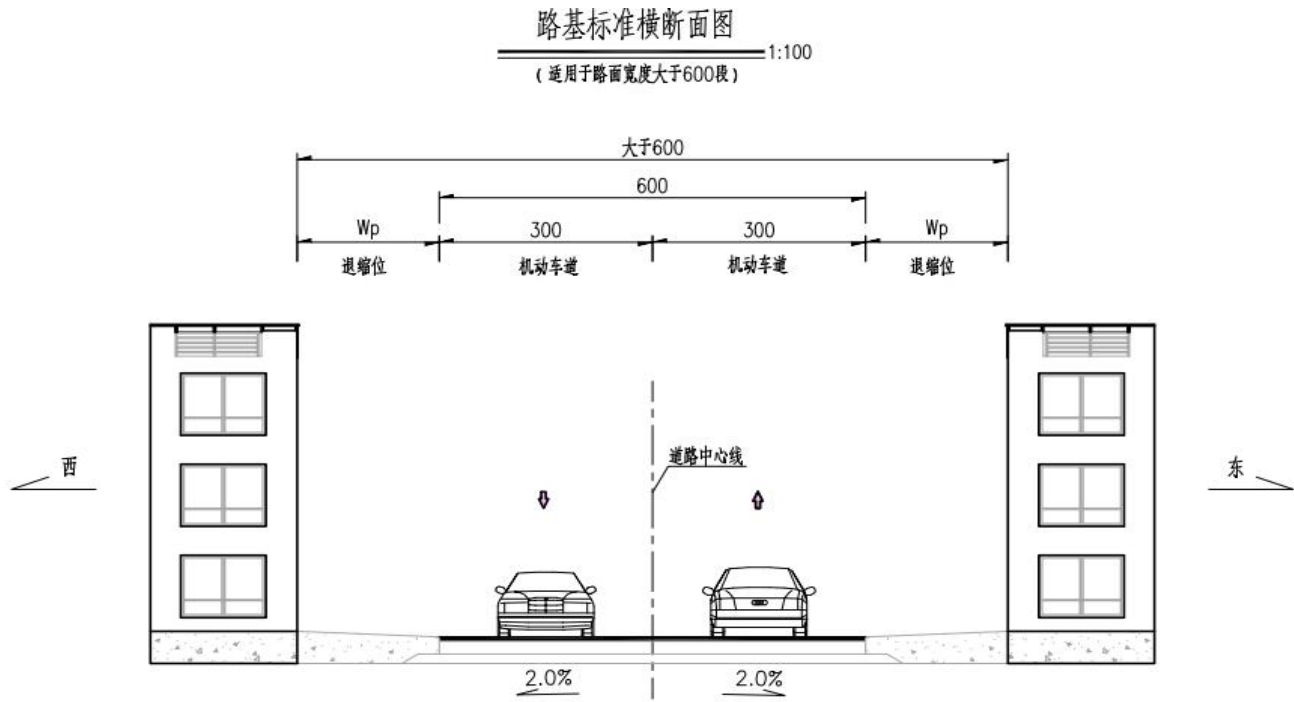 路基标准横断面图
1:100
(适用于路面宽度大于600段)
大于600
600
Wp 300 300 Wp
退缩位 机动车道 机动车道 退缩位
道路中心线
西 东
2.0% 2.0%